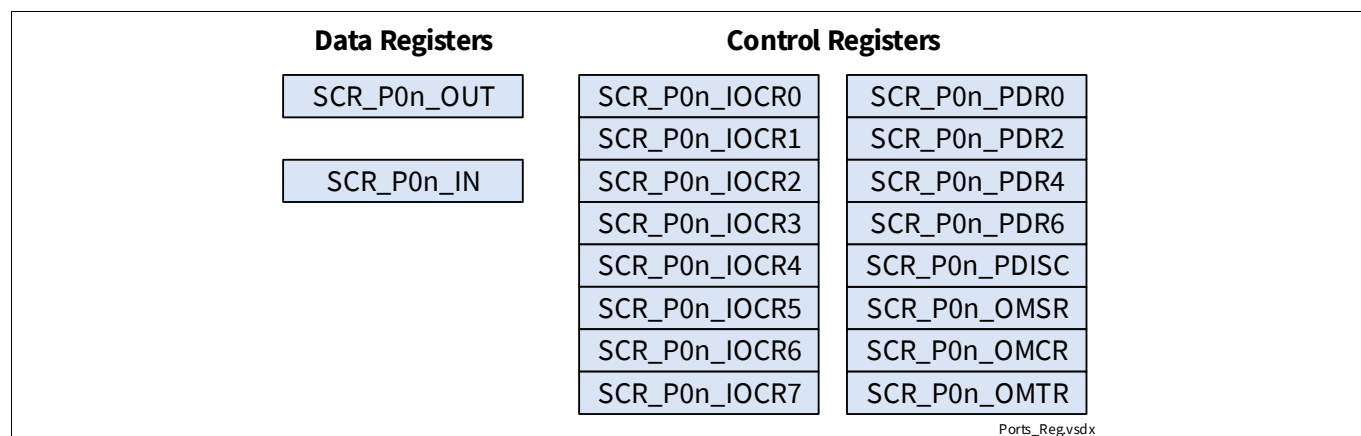 Data Registers
Control Registers
SCR_P0n_OUT
SCR_P0n_IN
SCR_P0n_IOCR0
SCR_P0n_IOCR1
SCR_P0n_IOCR2
SCR_P0n_IOCR3
SCR_P0n_IOCR4
SCR_P0n_IOCR5
SCR_P0n_IOCR6
SCR_P0n_IOCR7
SCR_P0n_PDR0
SCR_P0n_PDR2
SCR_P0n_PDR4
SCR_P0n_PDR6
SCR_P0n_PDISC
SCR_P0n_OMSR
SCR_P0n_OMCR
SCR_P0n_OMTR
Ports_Reg.vsdx